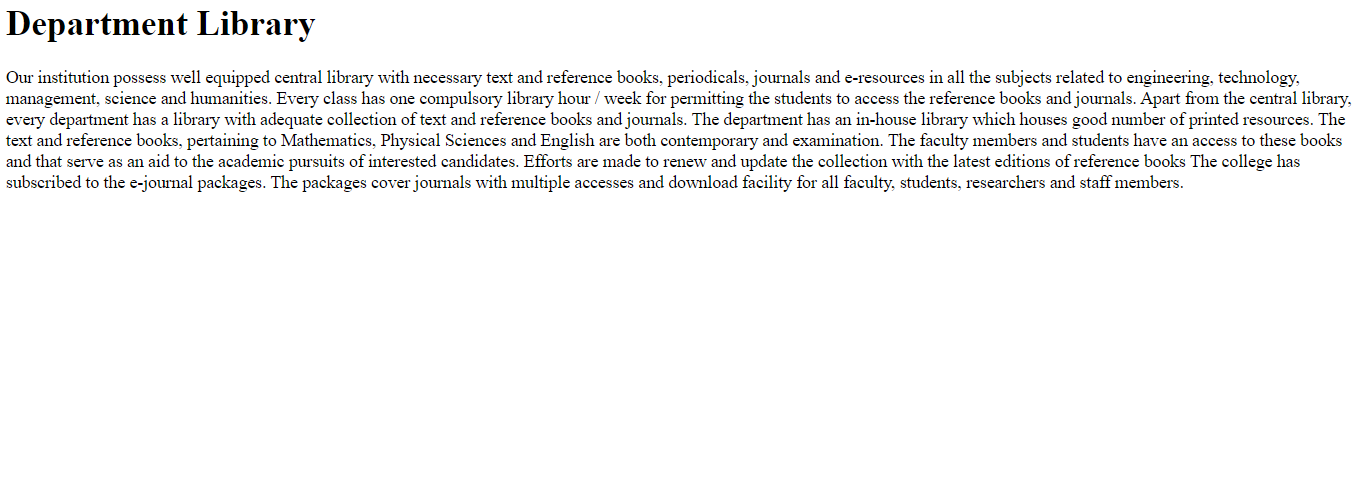 Department Library
Our institution possess well equipped central library with necessary text and reference books, periodicals, journals and e-resources in all the subjects related to engineering, technology,
management, science and humanities. Every class has one compulsory library hour / week for permitting the students to access the reference books and journals. Apart from the central library,
every department has a library with adequate collection of text and reference books and journals. The department has an in-house library which houses good number of printed resources. The
text and reference books, pertaining to Mathematics, Physical Sciences and English are both contemporary and examination. The faculty members and students have an access to these books
and that serve as an aid to the academic pursuits of interested candidates. Efforts are made to renew and update the collection with the latest editions of reference books The college has
subscribed to the e-journal packages. The packages cover journals with multiple accesses and download facility for all faculty, students, researchers and staff members.